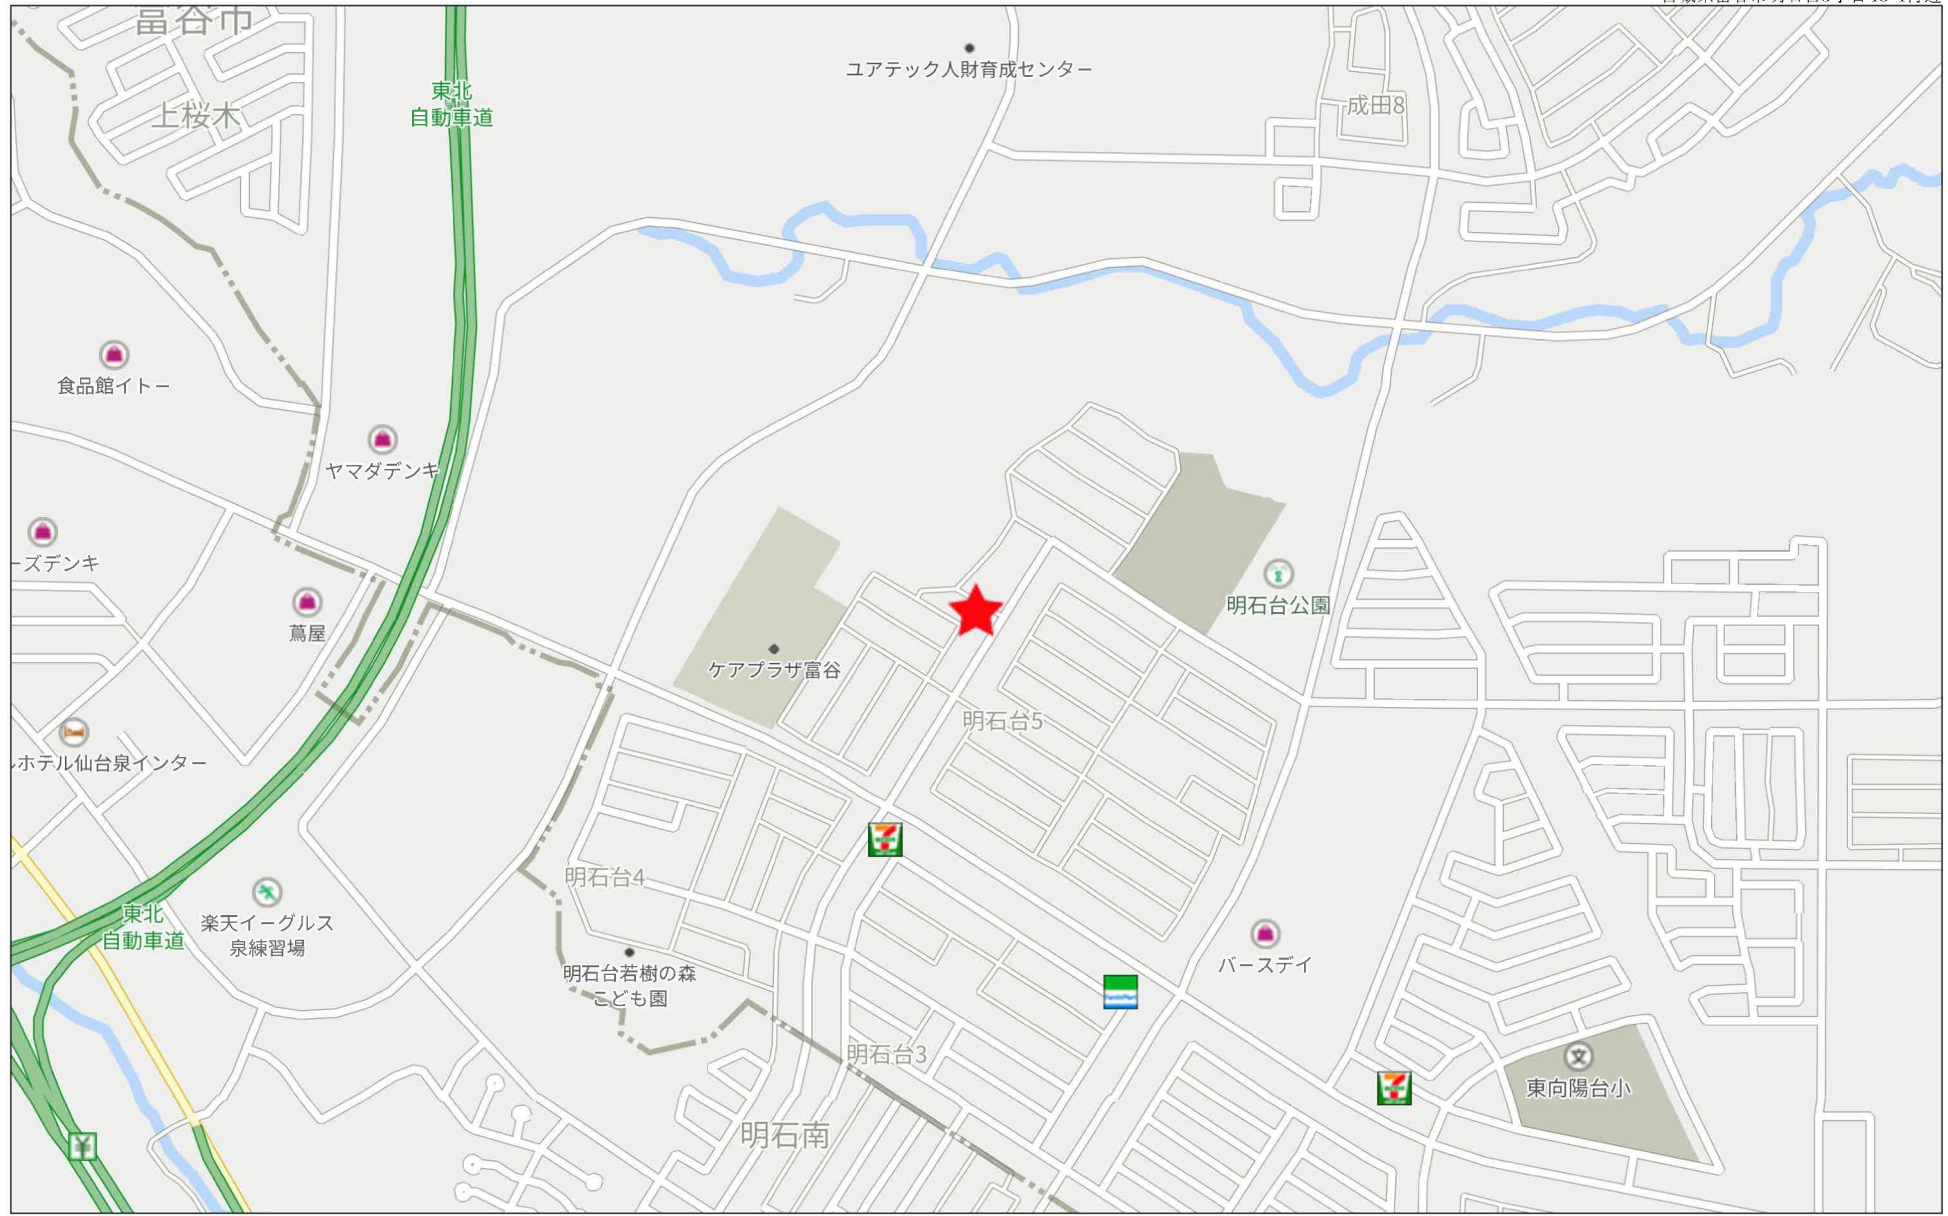 富谷市
上桜木
東北
自動車道
ユアテック人財育成センター
成田8
食品館イトー
ヤマダデンキ
ーズデンキ
蔦屋
明石台公園
ケアプラザ富谷
明石台5
ホテル仙台泉インター
明石台4
東北
自動車道
楽天イーグルス
泉練習場
明石台若樹の森
こども園
バースデイ
FamilyMart
明石台3
東向陽台小
文
明石南
¥